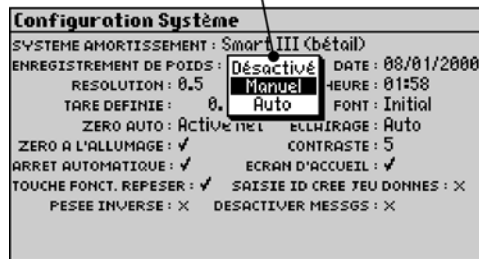 Configuration Système
SYSTEME AMORTISSEMENT : Smart III (bétail)
ENREGISTREMENT DE POIDS : Désactivé DATE : 08/01/2000
RESOLUTION : 0.5 Manuel HEURE : 01:58
TARE DEFINIE : 0. Auto FONT : Initial
ZERO AUTO : Active net ECLAIRAGE : Auto
ZERO A L'ALLUMAGE : ✓ CONTRASTE : 5
ARRET AUTOMATIQUE : ✓ ECRAN D'ACCUEIL : ✓
TOUCHE FONCT. REPESER : ✓ SAISIE ID CREE JEU DONNES : ×
PESEE INVERSE : × DESACTIVER MESSGS : ×